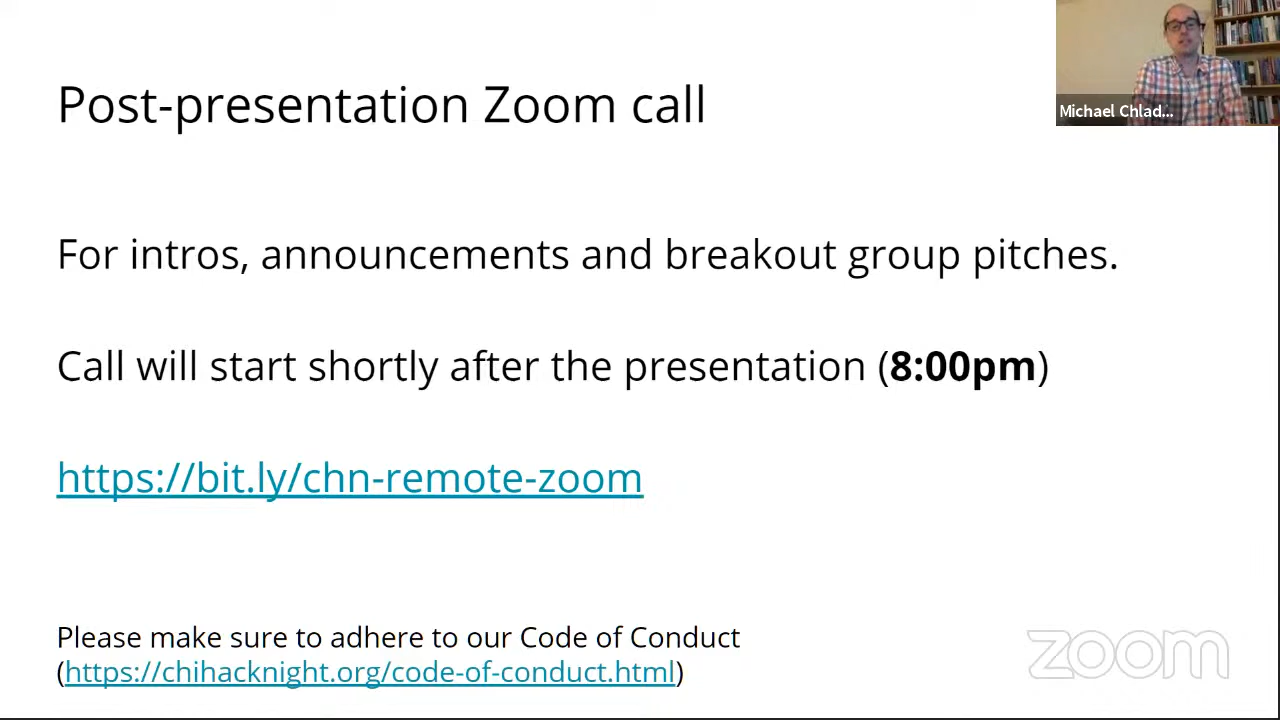 Michael Chlad...
Post-presentation Zoom call
For intros, announcements and breakout group pitches.
Call will start shortly after the presentation (8:00pm)
https://bit.ly/chn-remote-zoom
Please make sure to adhere to our Code of Conduct
(https://chihacknight.org/code-of-conduct.html)
zoom